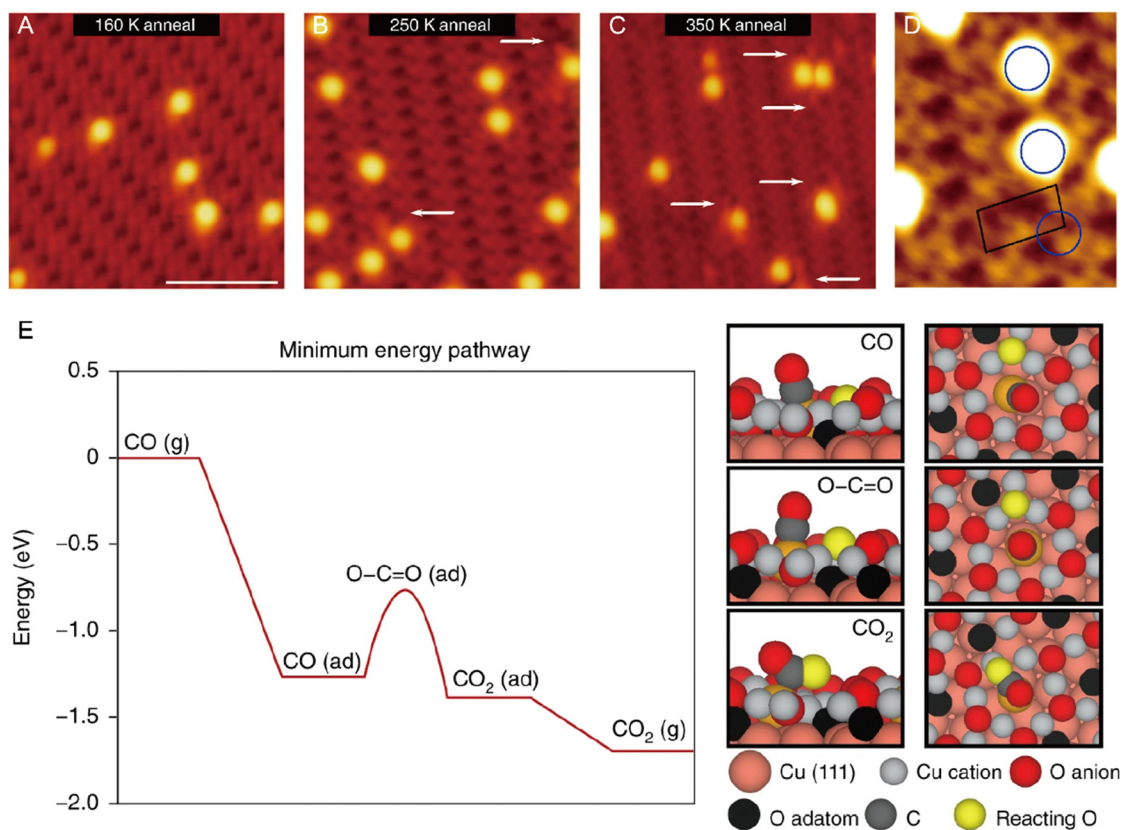 A
160 K anneal
B
250 K anneal
C
350 K anneal
D
E
Minimum energy pathway
Energy (eV)
0.5
0
−0.5
−1.0
−1.5
−2.0
CO (g)
CO (ad)
O−C=O (ad)
CO2 (ad)
CO2 (g)
CO
O−C=O
CO2
Cu (111)
Cu cation
O anion
O adatom
C
Reacting O